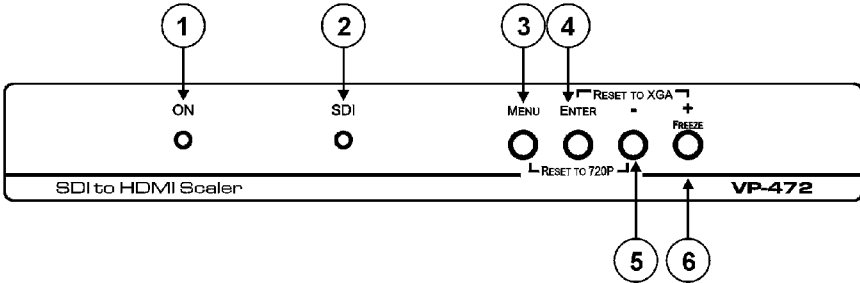 1 2 3 4
RESET TO XGA
ON SDI MENU ENTER - +
FREEZE
RESET TO 720P
SDI to HDMI Scaler VP-472
5 6